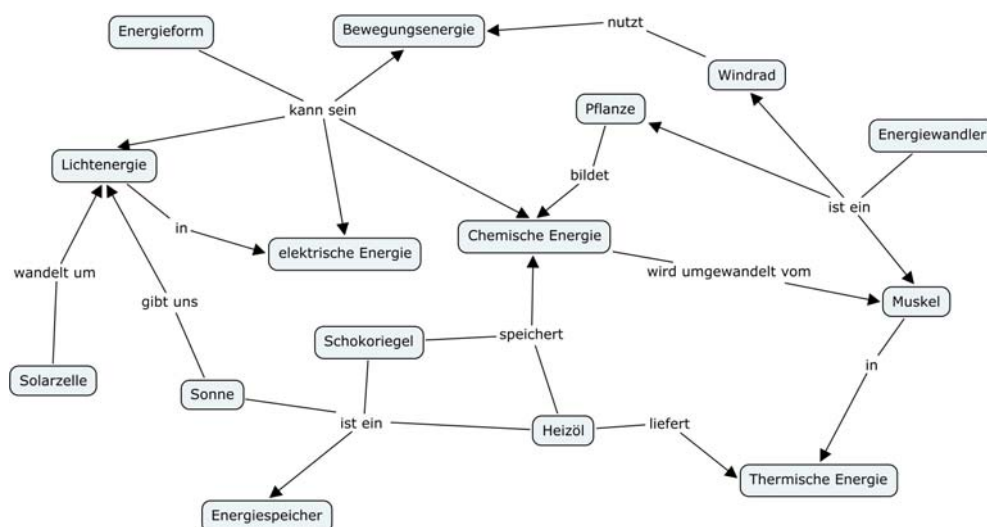 Energieform
Bewegungsenergie
nutzt
Windrad
kann sein
Pflanze
Energiewandler
Lichtenergie
bildet
ist ein
in
elektrische Energie
Chemische Energie
wandelt um
gibt uns
wird umgewandelt vom
Muskel
Schokoriegel
speichert
Solarzelle
Sonne
in
ist ein
Heizöl
liefert
Thermische Energie
Energiespeicher